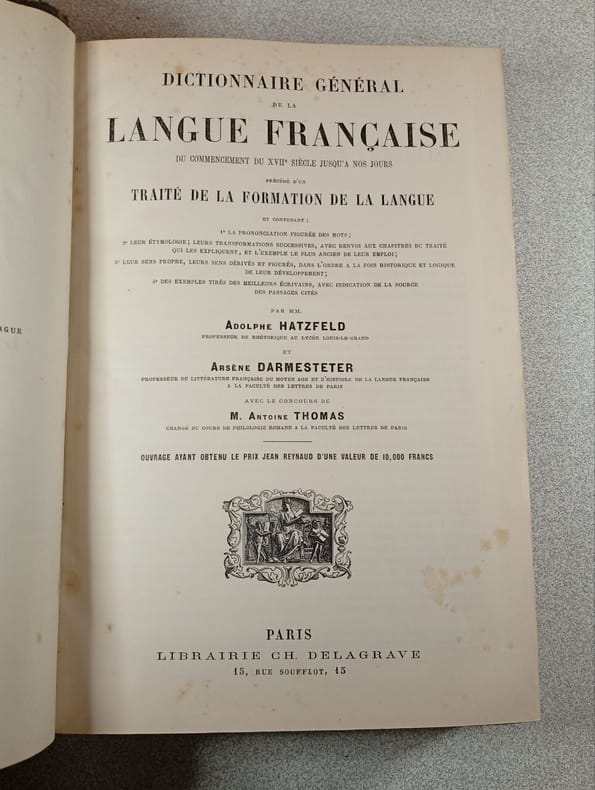 DICTIONNAIRE GÉNÉRAL
DE LA
LANGUE FRANÇAISE
DU COMMENCEMENT DU XVIIe SIÈCLE JUSQU'A NOS JOURS
PRÉCÉDÉ D'UN
TRAITÉ DE LA FORMATION DE LA LANGUE
ET CONTENANT :
1° LA PRONONCIATION FIGURÉE DES MOTS ;
2° LEUR ÉTYMOLOGIE ; LEURS TRANSFORMATIONS SUCCESSIVES, AVEC RENVOI AUX CHAPITRES DU TRAITÉ
QUI LES EXPLIQUENT, ET L'EXEMPLE LE PLUS ANCIEN DE LEUR EMPLOI ;
3° LEUR SENS PROPRE, LEURS SENS DÉRIVÉS ET FIGURÉS, DANS L'ORDRE A LA FOIS HISTORIQUE ET LOGIQUE
DE LEUR DÉVELOPPEMENT ;
4° DES EXEMPLES TIRÉS DES MEILLEURS ÉCRIVAINS, AVEC INDICATION DE LA SOURCE
DES PASSAGES CITÉS
PAR MM.
ADOLPHE HATZFELD
PROFESSEUR DE RHÉTORIQUE AU LYCÉE LOUIS-LE-GRAND
ET
ARSÈNE DARMESTETER
PROFESSEUR DE LITTÉRATURE FRANÇAISE DU MOYEN AGE ET D'HISTOIRE DE LA LANGUE FRANÇAISE
A LA FACULTÉ DES LETTRES DE PARIS
AVEC LE CONCOURS DE
M. ANTOINE THOMAS
CHARGÉ DU COURS DE PHILOLOGIE ROMANE A LA FACULTÉ DES LETTRES DE PARIS
OUVRAGE AYANT OBTENU LE PRIX JEAN REYNAUD D'UNE VALEUR DE 10,000 FRANCS
PARIS
LIBRAIRIE CH. DELAGRAVE
15, RUE SOUFFLOT, 15